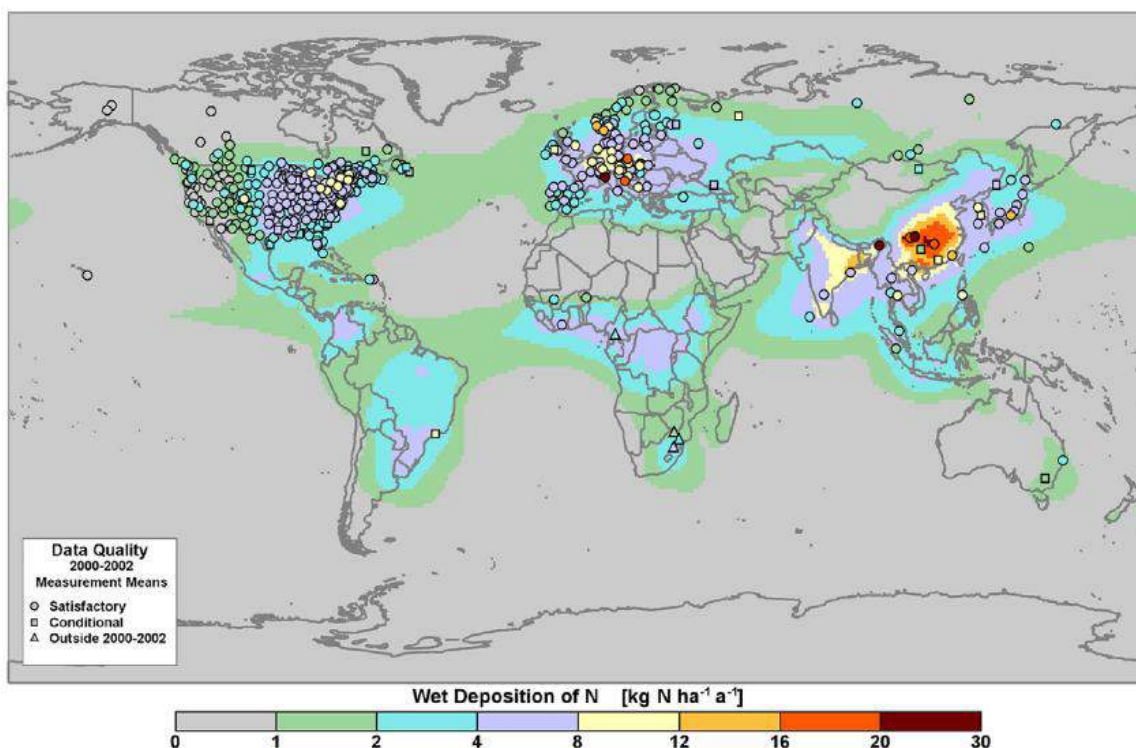 Data Quality
2000-2002
Measurement Means
Satisfactory
Conditional
Outside 2000-2002
Wet Deposition of N [kg N ha⁻¹ a⁻¹]
0 1 2 4 8 12 16 20 30